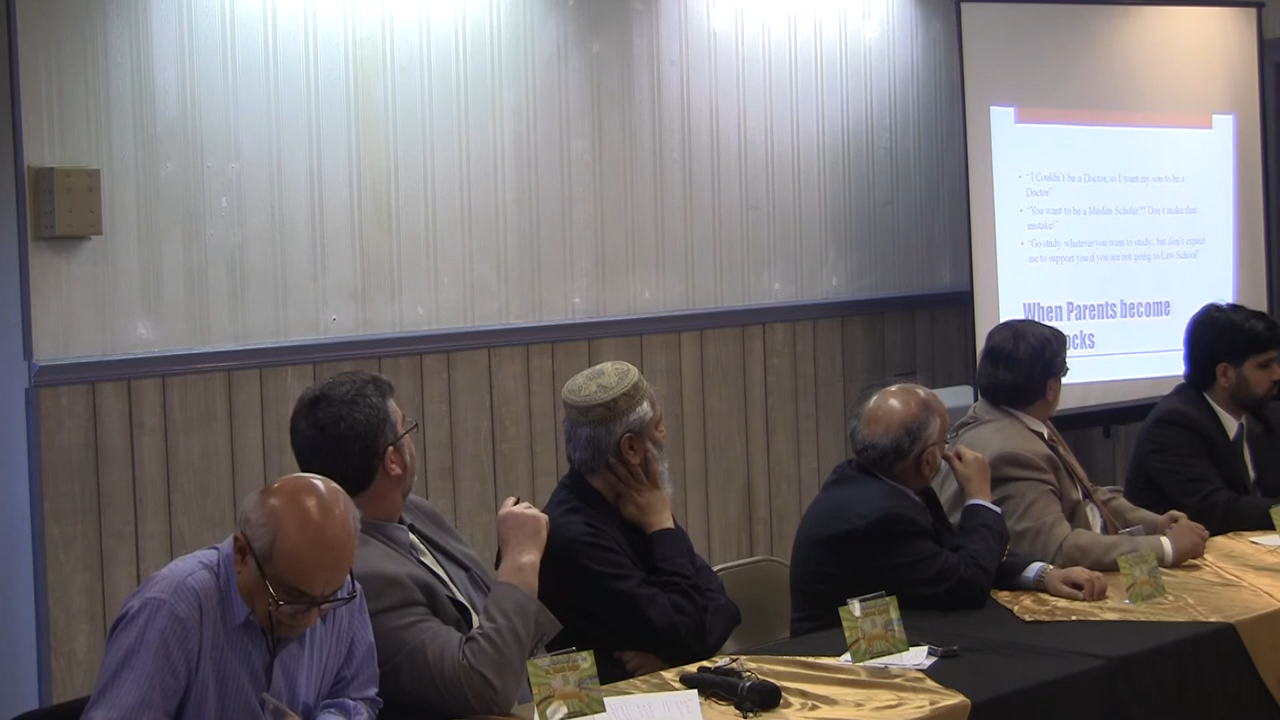 • "I Couldn't be a Doctor, so I want my son to be a
Doctor"
• "You want to be a Muslim Scholar?? Don't make that
mistake!"
• "Go study whatever you want to study., but don't expect
me to support you if you are not going to Law School"
When Parents become
ocks